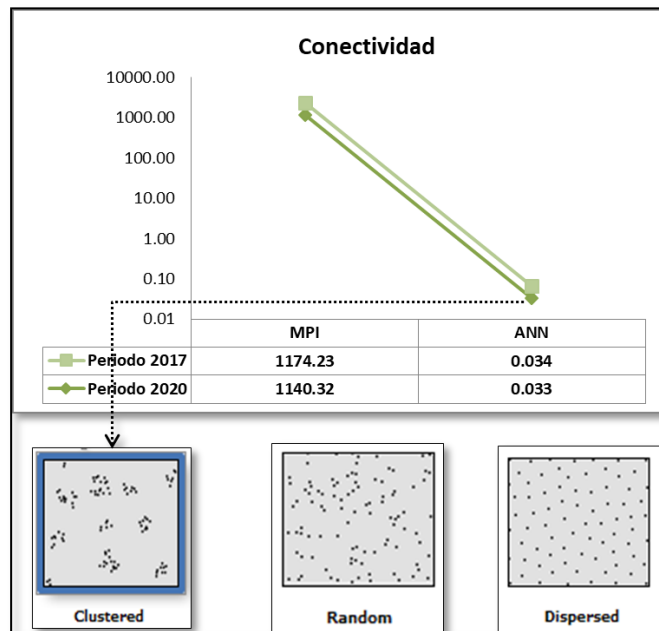 Conectividad
10000.00
1000.00
100.00
10.00
1.00
0.10
0.01
MPI ANN
Periodo 2017 1174.23 0.034
Periodo 2020 1140.32 0.033
Clustered Random Dispersed